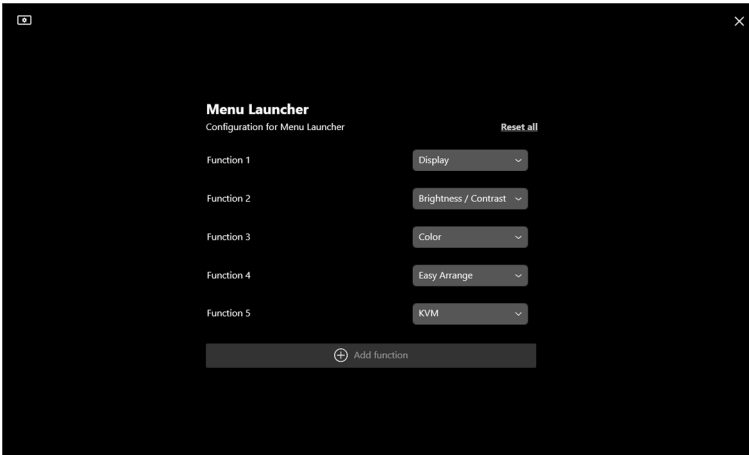 Menu Launcher
Configuration for Menu Launcher Reset all
Function 1 Display
Function 2 Brightness / Contrast
Function 3 Color
Function 4 Easy Arrange
Function 5 KVM
Add function